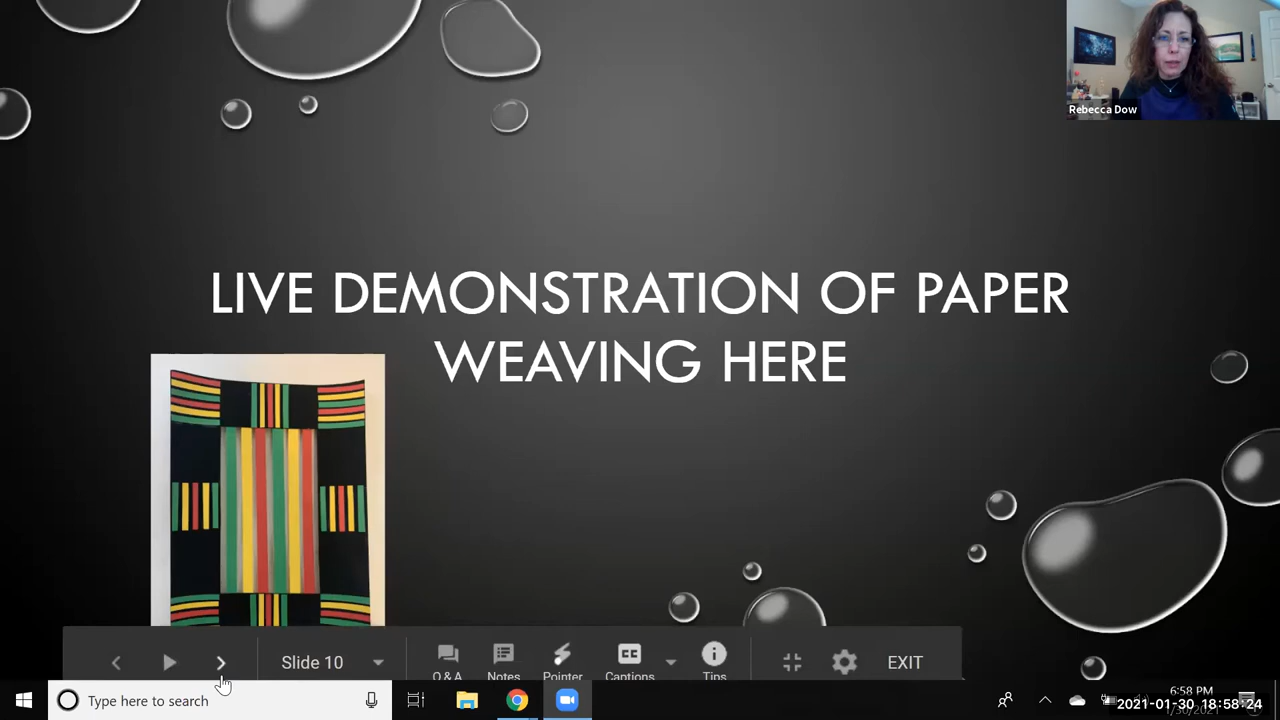 Rebecca Dow
LIVE DEMONSTRATION OF PAPER
WEAVING HERE
Slide 10
Q & A
Notes
Pointer
Captions
Tips
EXIT
Type here to search
6:58 PM
2021-01-30 18:58:24